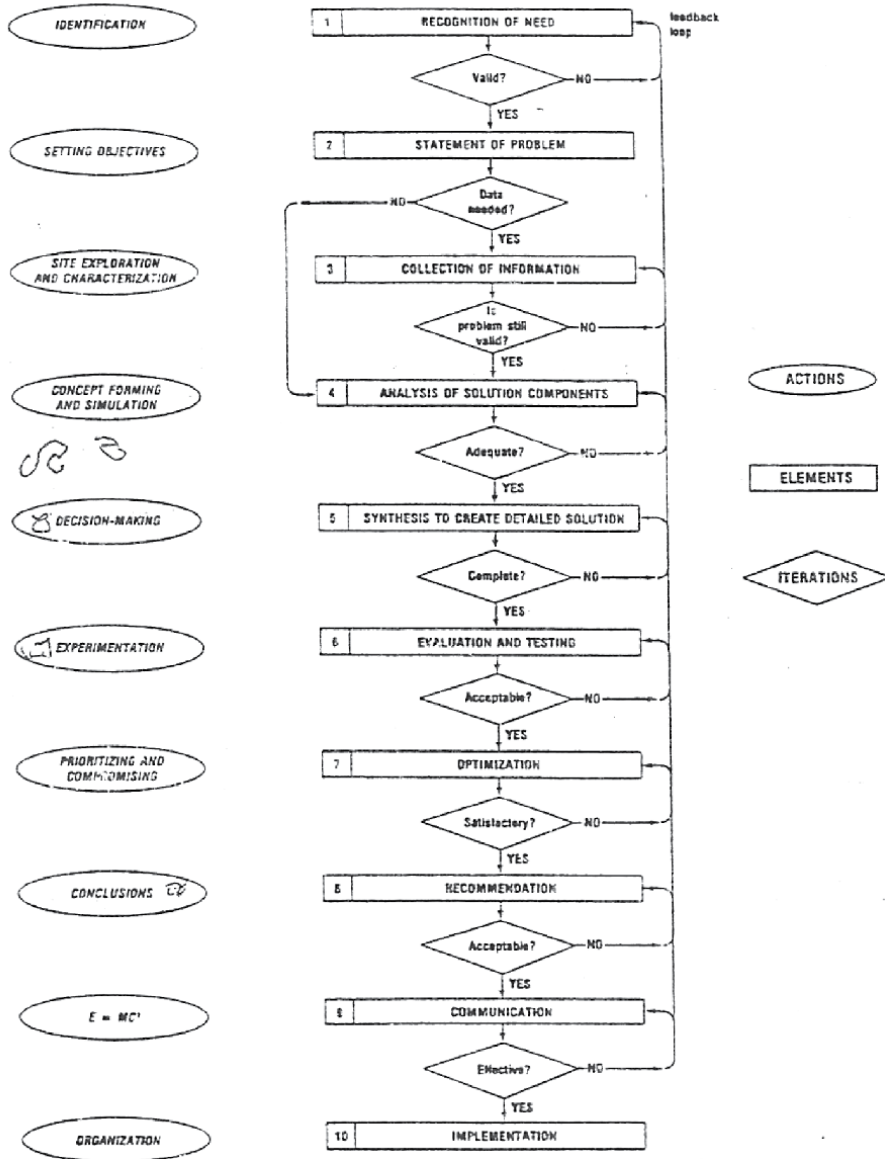 IDENTIFICATION
1 RECOGNITION OF NEED
feedback
loop
Valid?
NO
YES
SETTING OBJECTIVES
2 STATEMENT OF PROBLEM
NO
Data
needed?
YES
SITE EXPLORATION
AND CHARACTERIZATION
3 COLLECTION OF INFORMATION
Is
problem still
valid?
NO
YES
CONCEPT FORMING
AND SIMULATION
4 ANALYSIS OF SOLUTION COMPONENTS
ACTIONS
Adequate?
NO
YES
ELEMENTS
DECISION-MAKING
5 SYNTHESIS TO CREATE DETAILED SOLUTION
Complete?
NO
ITERATIONS
YES
EXPERIMENTATION
6 EVALUATION AND TESTING
Acceptable?
NO
YES
PRIORITIZING AND
COMPROMISING
7 OPTIMIZATION
Satisfactory?
NO
YES
CONCLUSIONS
8 RECOMMENDATION
Acceptable?
NO
YES
E = MC²
9 COMMUNICATION
Effective?
NO
YES
ORGANIZATION
10 IMPLEMENTATION